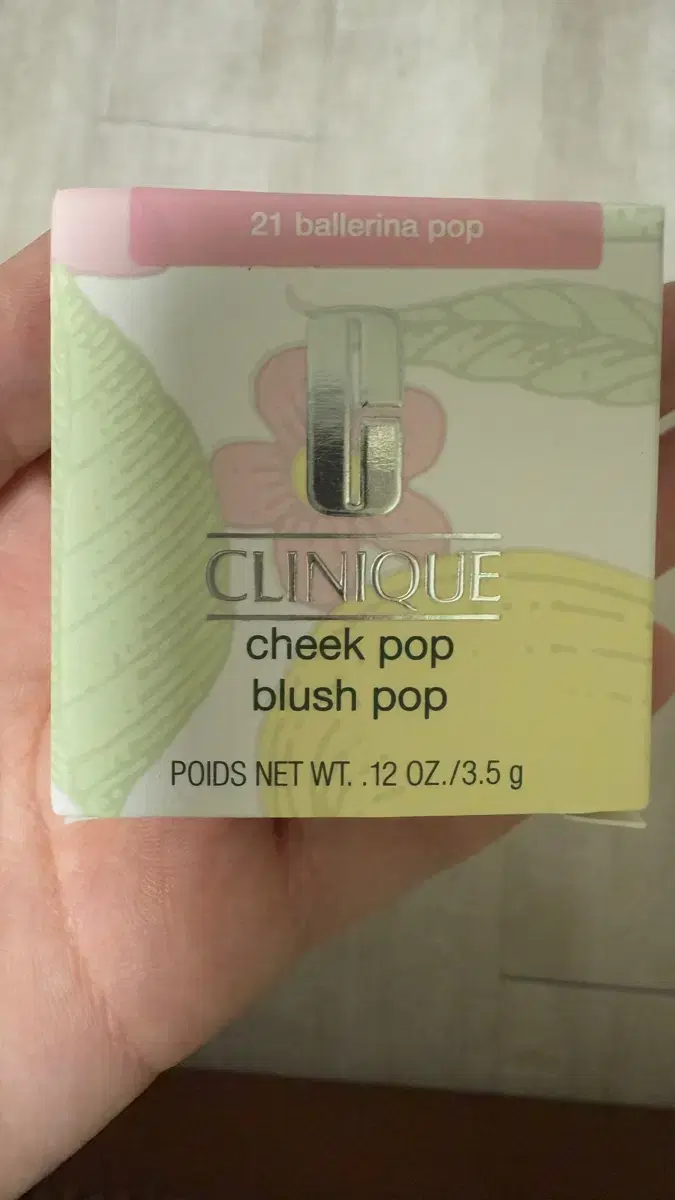 21 ballerina pop
CLINIQUE
cheek pop
blush pop
POIDS NET WT. .12 OZ./3.5 g